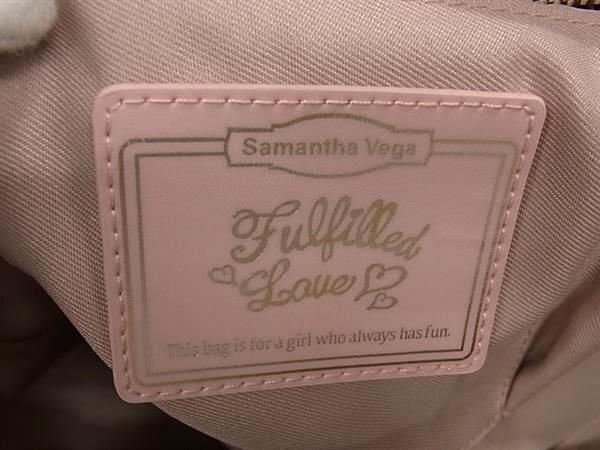 Samantha Vega
Fulfilled
Love
This bag is for a girl who always has fun.